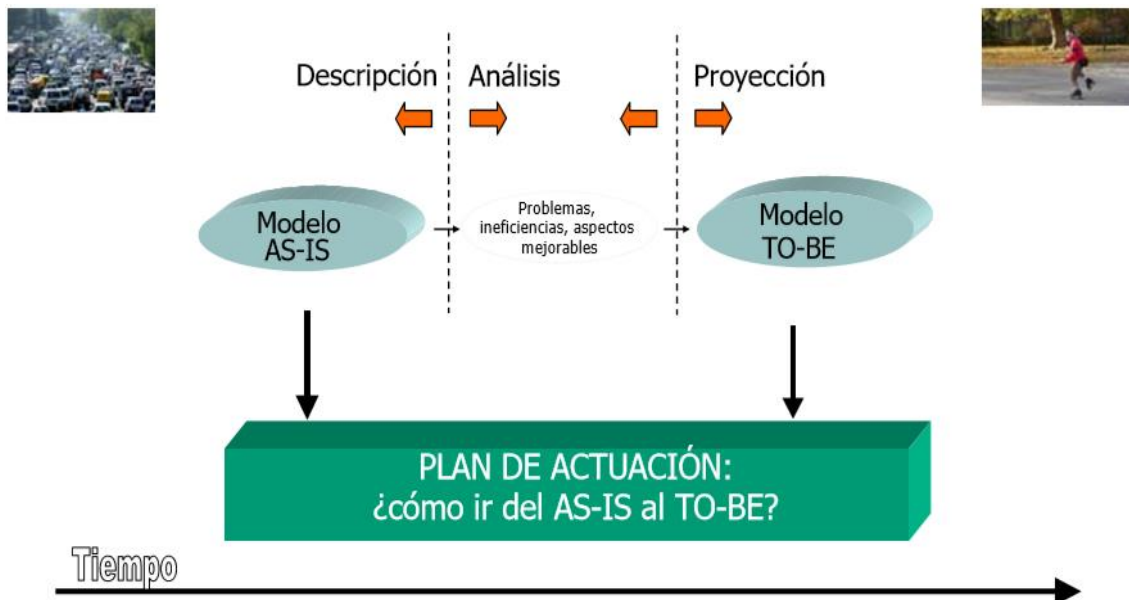 Descripción
Análisis
Proyección
Modelo
AS-IS
Problemas,
ineficiencias, aspectos
mejorables
Modelo
TO-BE
PLAN DE ACTUACIÓN:
¿cómo ir del AS-IS al TO-BE?
Tiempo